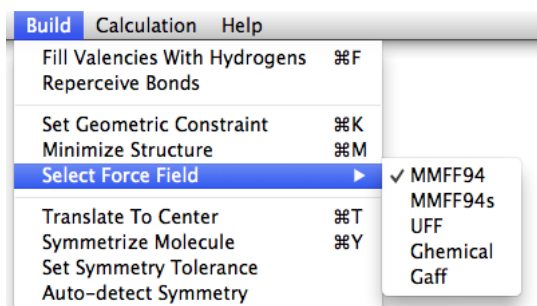 Build Calculation Help
Fill Valencies With Hydrogens ⌘F
Reperceive Bonds
Set Geometric Constraint ⌘K
Minimize Structure ⌘M
Select Force Field ▶
✓ MMFF94
MMFF94s
UFF
Ghemical
Gaff
Translate To Center ⌘T
Symmetrize Molecule ⌘Y
Set Symmetry Tolerance
Auto-detect Symmetry